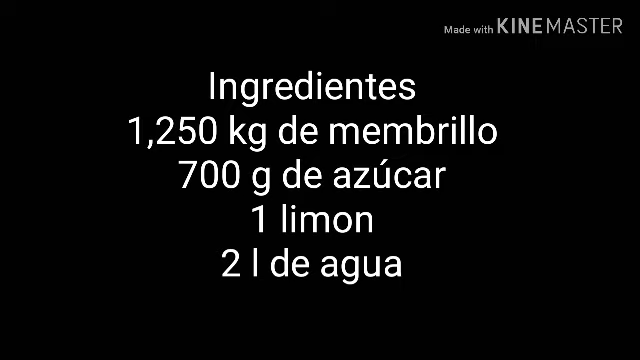 Made with KINEMASTER
Ingredientes
1,250 kg de membrillo
700 g de azúcar
1 limon
2 l de agua